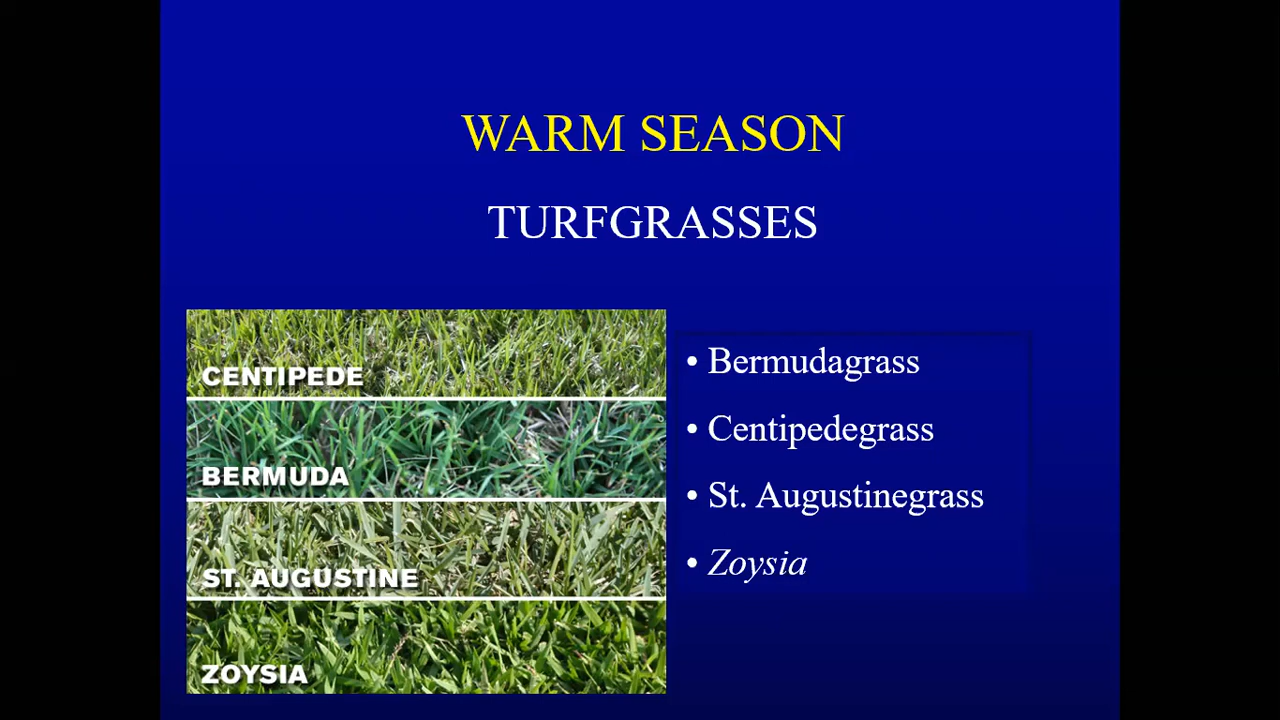 WARM SEASON
TURFGRASSES
CENTIPEDE
BERMUDA
ST. AUGUSTINE
ZOYSIA
• Bermudagrass
• Centipedegrass
• St. Augustinegrass
• Zoysia